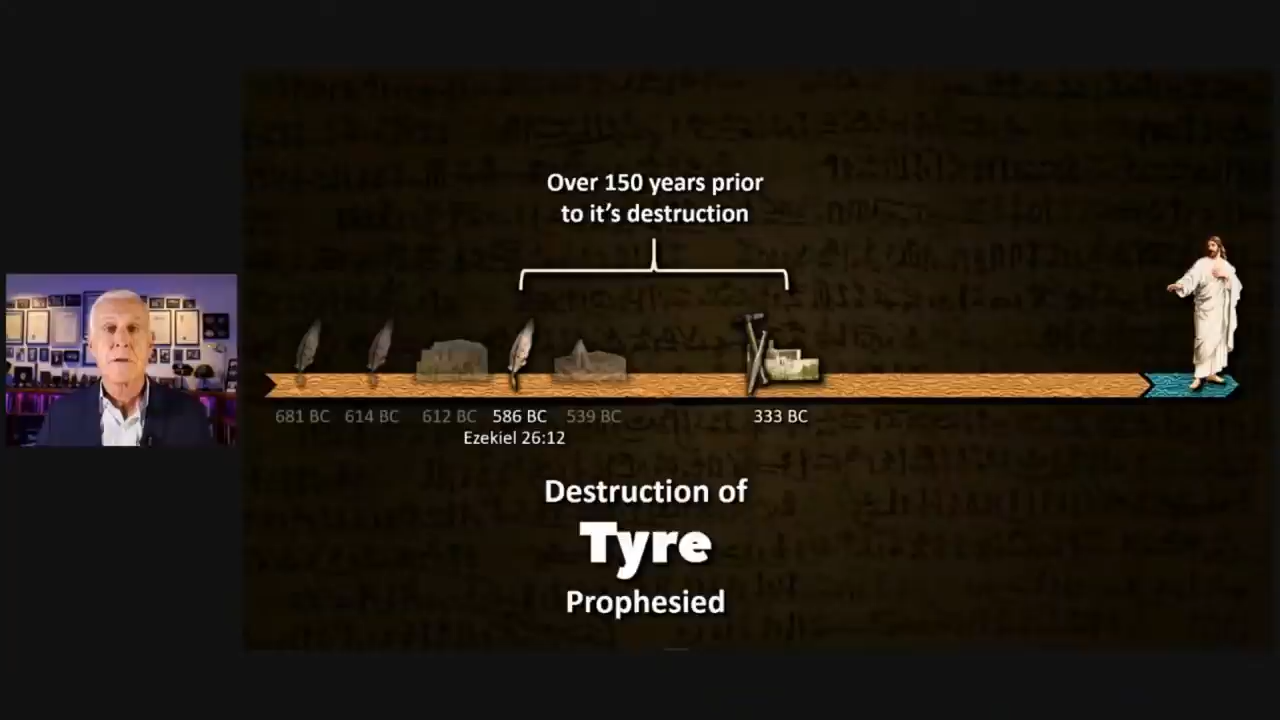 Over 150 years prior
to it's destruction
681 BC 614 BC 612 BC 586 BC 539 BC 333 BC
Ezekiel 26:12
Destruction of
Tyre
Prophesied